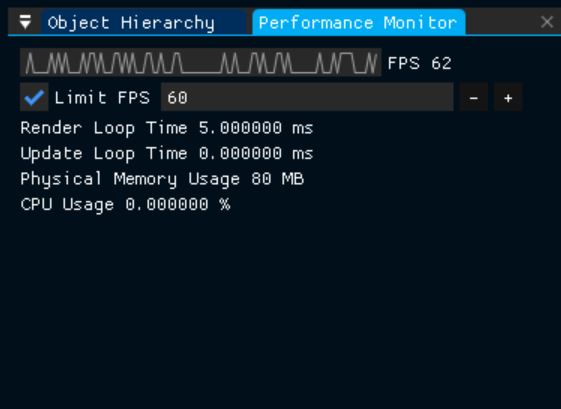 Object Hierarchy Performance Monitor
FPS 62
Limit FPS 60 - +
Render Loop Time 5.000000 ms
Update Loop Time 0.000000 ms
Physical Memory Usage 80 MB
CPU Usage 0.000000 %